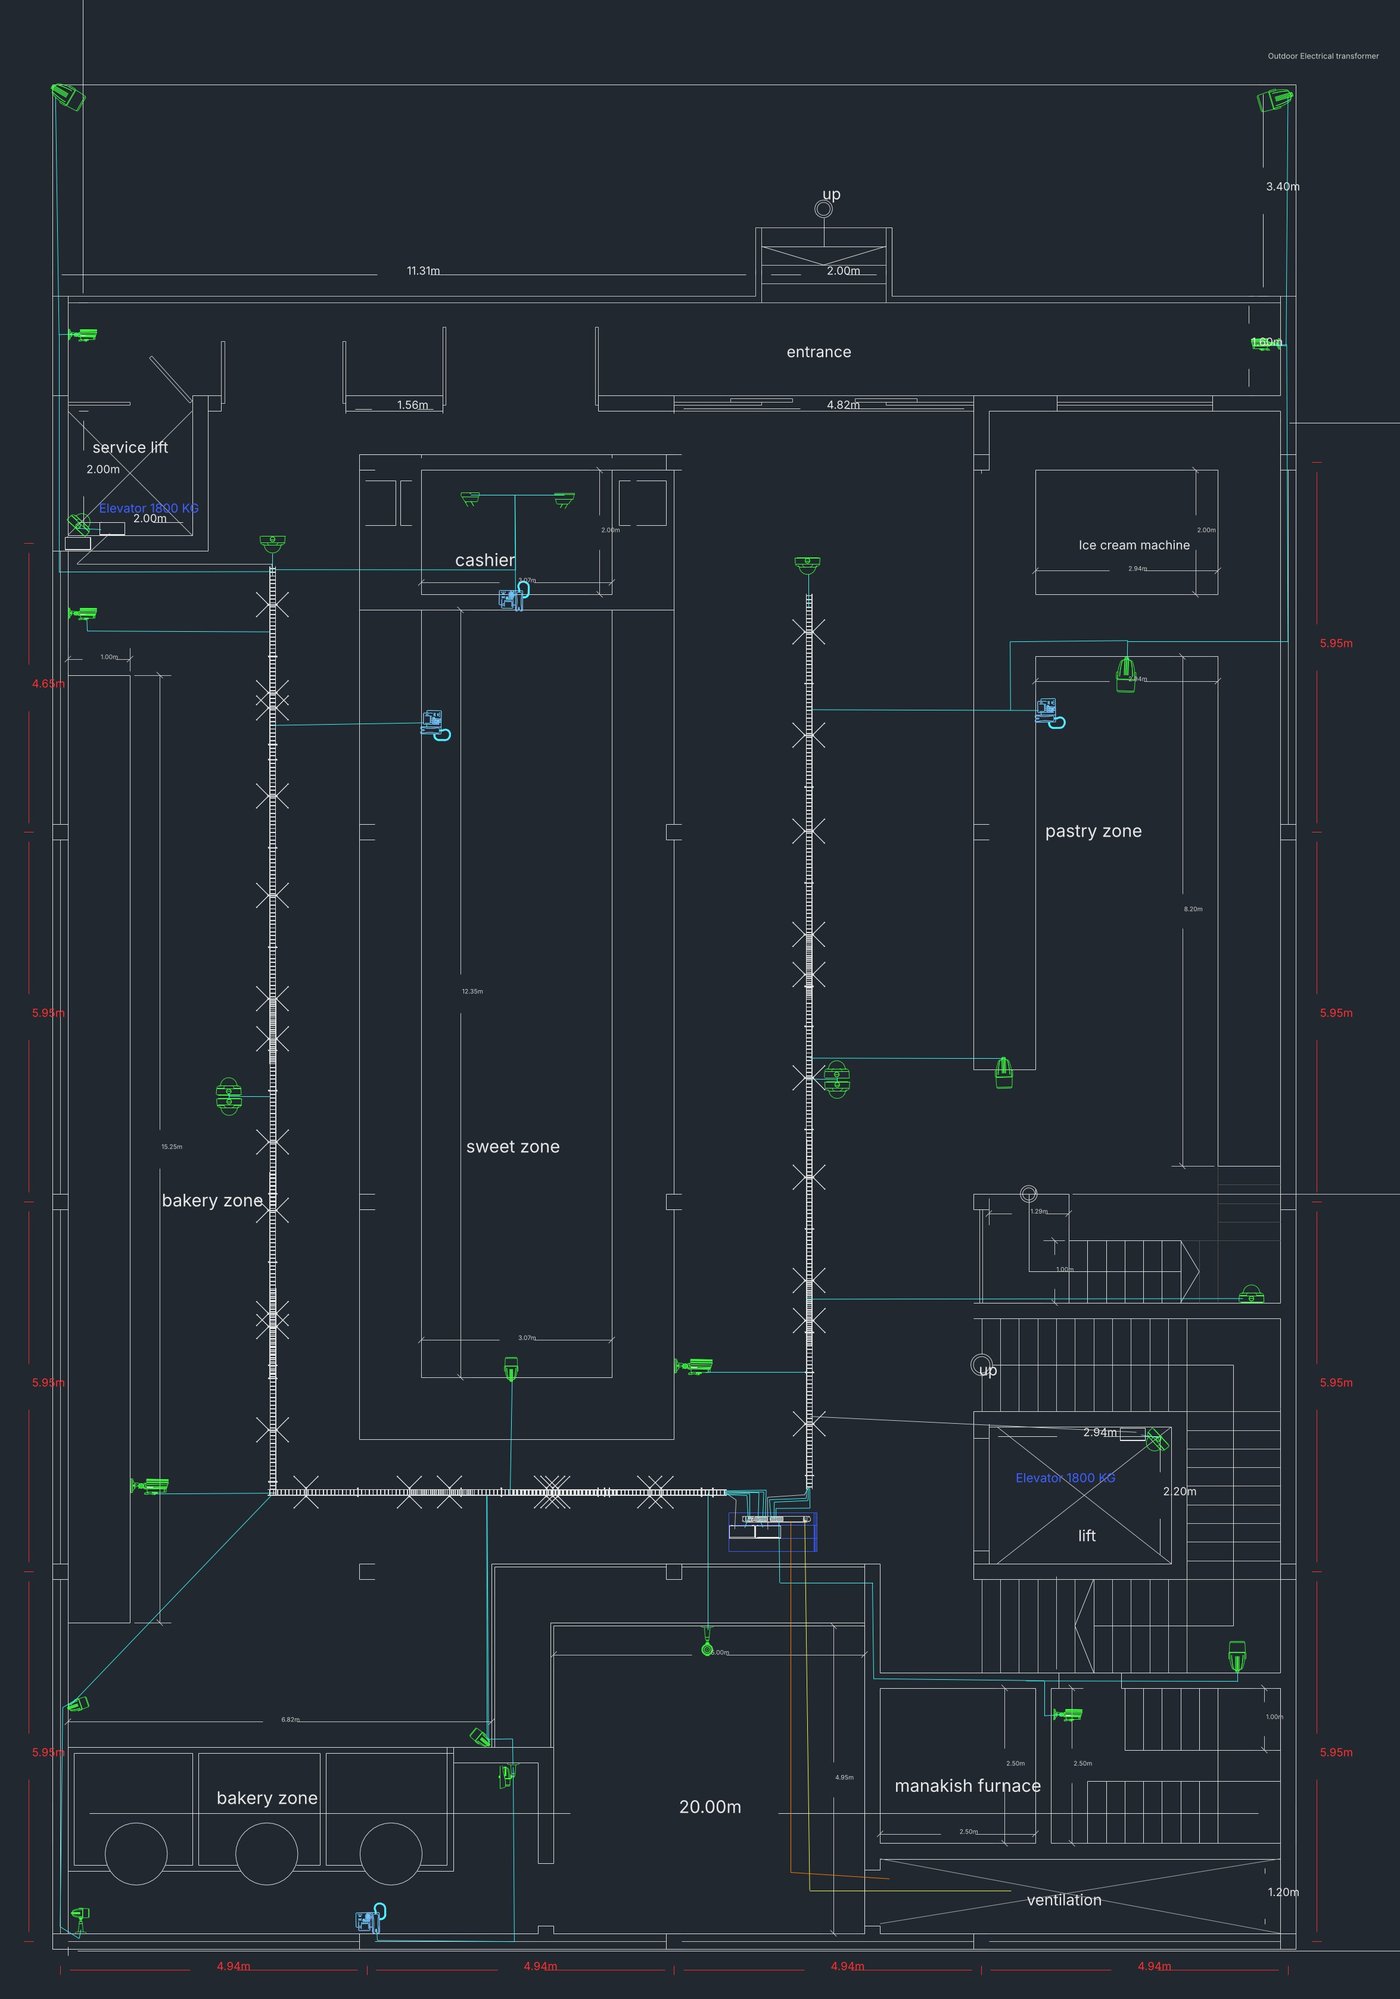 Outdoor Electrical transformer
3.40m
up
11.31m
2.00m
entrance
1.60m
1.56m
4.82m
service lift
2.00m
Elevator 1800 KG
2.00m
2.00m
2.00m
cashier
Ice cream machine
2.94m
3.07m
5.95m
1.00m
4.65m
2.94m
pastry zone
8.20m
12.35m
5.95m
5.95m
15.25m
sweet zone
bakery zone
1.29m
1.00m
3.07m
up
5.95m
5.95m
2.94m
Elevator 1800 KG
2.20m
lift
5.00m
6.82m
1.00m
5.95m
5.95m
2.50m
2.50m
4.95m
manakish furnace
bakery zone
20.00m
2.50m
1.20m
ventilation
4.94m
4.94m
4.94m
4.94m